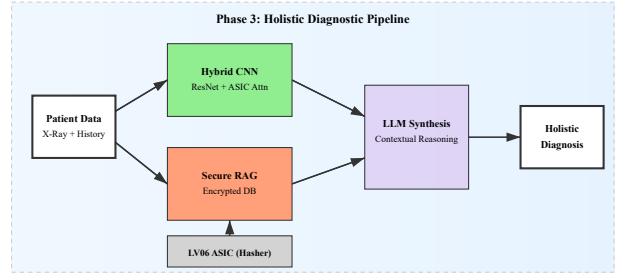 Phase 3: Holistic Diagnostic Pipeline
Hybrid CNN
ResNet + ASIC Attn
Patient Data
X-Ray + History
LLM Synthesis
Contextual Reasoning
Holistic
Diagnosis
Secure RAG
Encrypted DB
LV06 ASIC (Hasher)